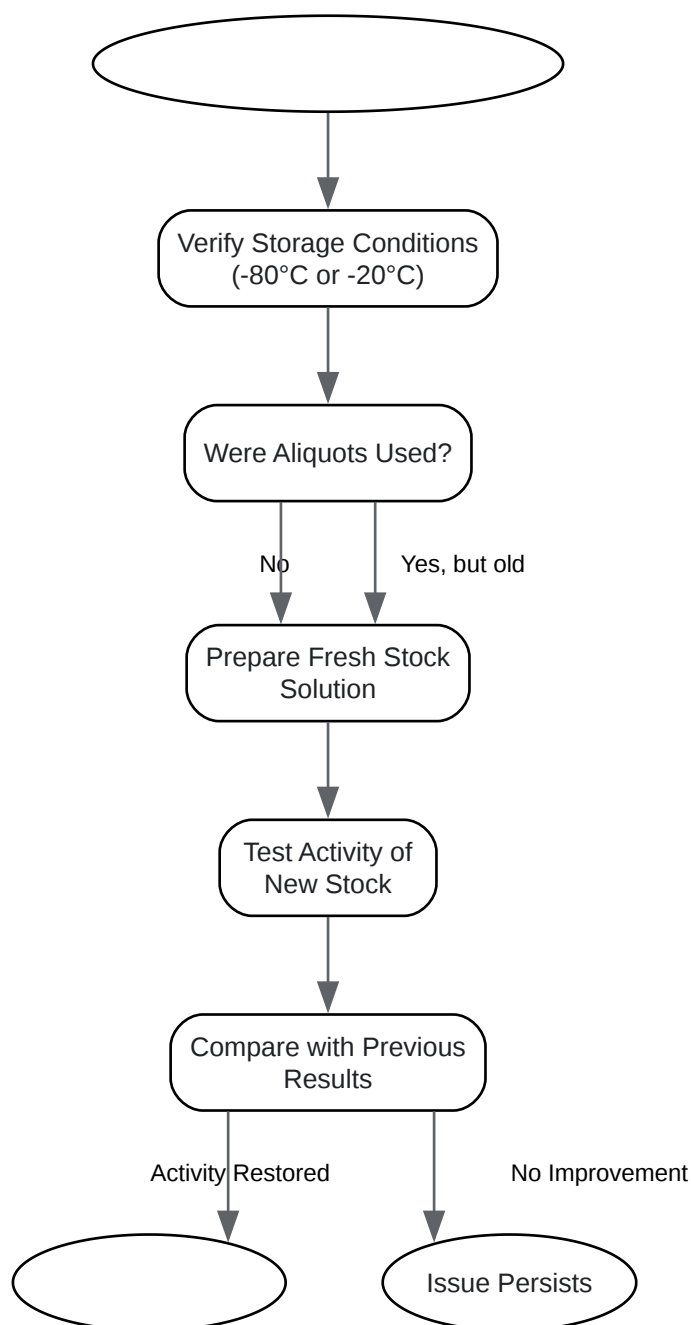 Verify Storage Conditions
(-80°C or -20°C)
Were Aliquots Used?
No
Yes, but old
Prepare Fresh Stock
Solution
Test Activity of
New Stock
Compare with Previous
Results
Activity Restored
No Improvement
Issue Persists